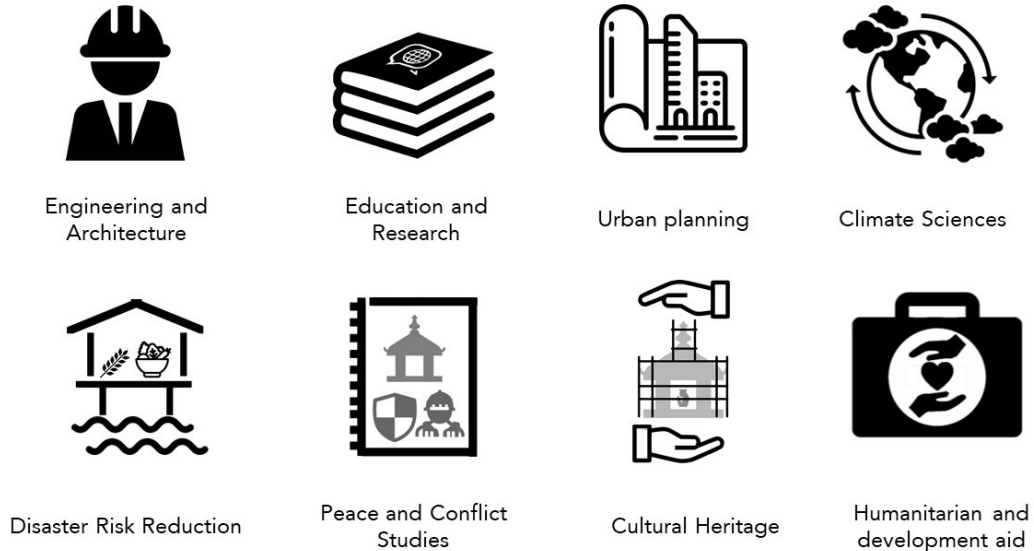 Engineering and
Architecture
Education and
Research
Urban planning
Climate Sciences
Disaster Risk Reduction
Peace and Conflict
Studies
Cultural Heritage
Humanitarian and
development aid